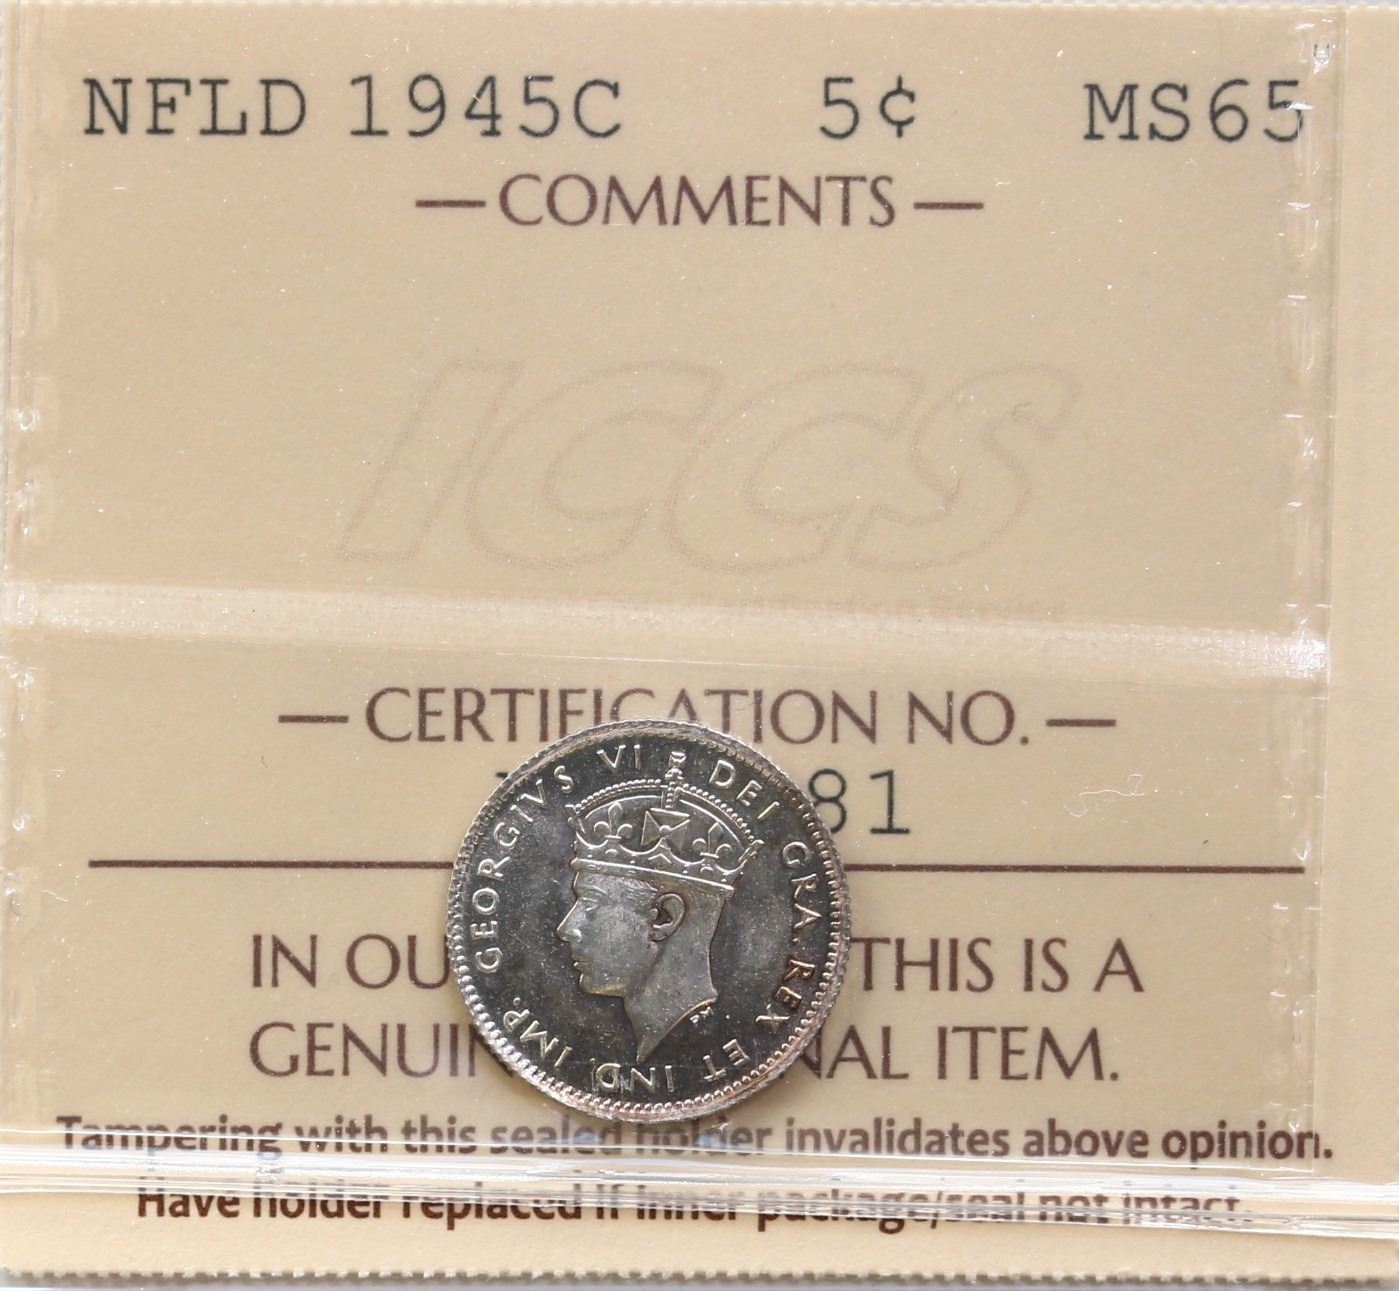 NFLD 1945C 5¢ MS65
— COMMENTS —
ICCS
— CERTIFICATION NO. —
81
GEORGIVS VI DEI GRA. REX ET IND. IMP.
PM
IN OU THIS IS A
GENUIN NAL ITEM.
Tampering with this sealed holder invalidates above opinion.
Have holder replaced if inner package/seal not intact.